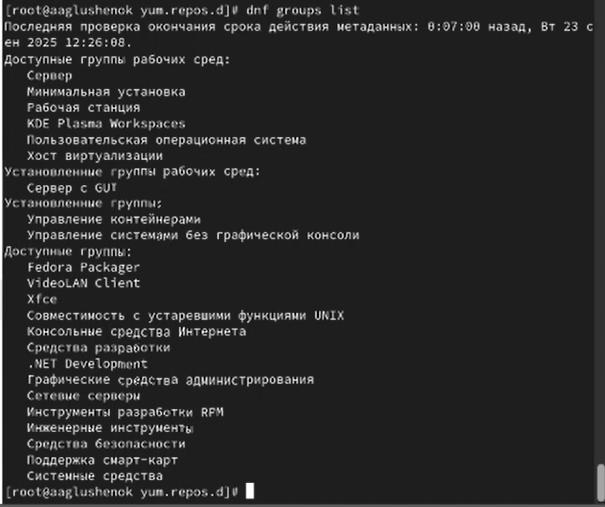 [root@aaglushenok yum.repos.d]# dnf groups list
Последняя проверка окончания срока действия метаданных: 0:07:00 назад, Вт 23 с
ен 2025 12:26:08.
Доступные группы рабочих сред:
Сервер
Минимальная установка
Рабочая станция
KDE Plasma Workspaces
Пользовательская операционная система
Хост виртуализации
Установленные группы рабочих сред:
Сервер с GUI
Установленные группы:
Управление контейнерами
Управление системами без графической консоли
Доступные группы:
Fedora Packager
VideoLAN Client
Xfce
Совместимость с устаревшими функциями UNIX
Консольные средства Интернета
Средства разработки
.NET Development
Графические средства администрирования
Сетевые серверы
Инструменты разработки RPM
Инженерные инструменты
Средства безопасности
Поддержка смарт-карт
Системные средства
[root@aaglushenok yum.repos.d]#